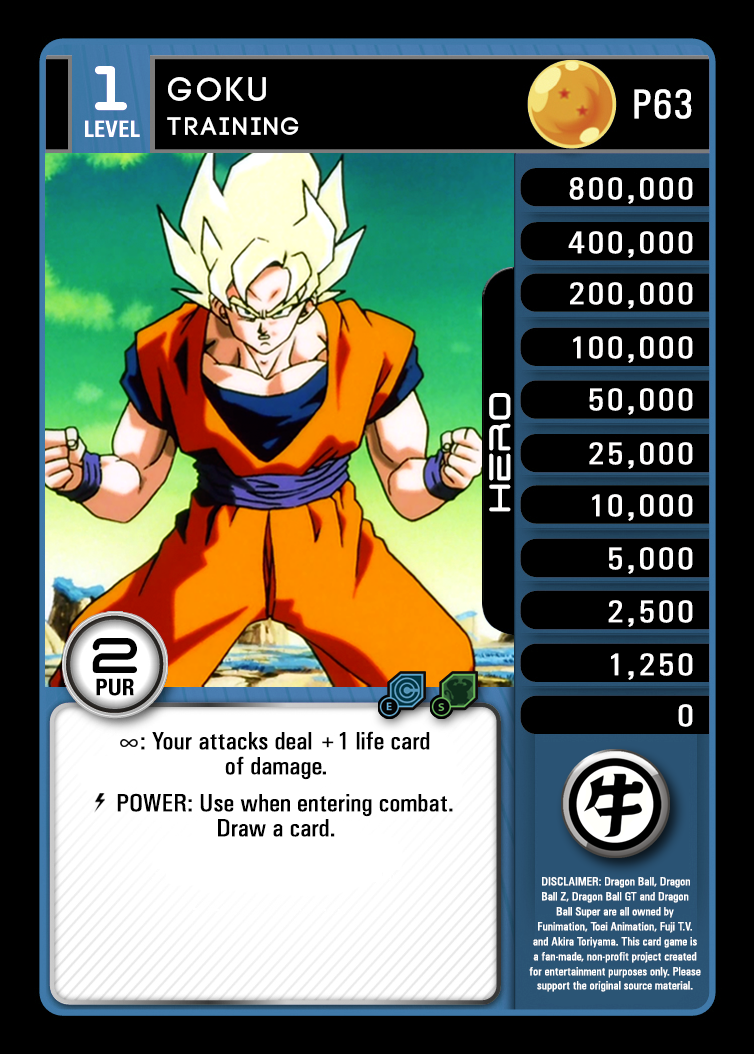 1
LEVEL
GOKU
TRAINING
P63
800,000
400,000
200,000
100,000
50,000
25,000
10,000
5,000
2,500
1,250
0
HERO
2
PUR
E
S
∞: Your attacks deal +1 life card
of damage.
POWER: Use when entering combat.
Draw a card.
牛
DISCLAIMER: Dragon Ball, Dragon
Ball Z, Dragon Ball GT and Dragon
Ball Super are all owned by
Funimation, Toei Animation, Fuji T.V.
and Akira Toriyama. This card game is
a fan-made, non-profit project created
for entertainment purposes only. Please
support the original source material.